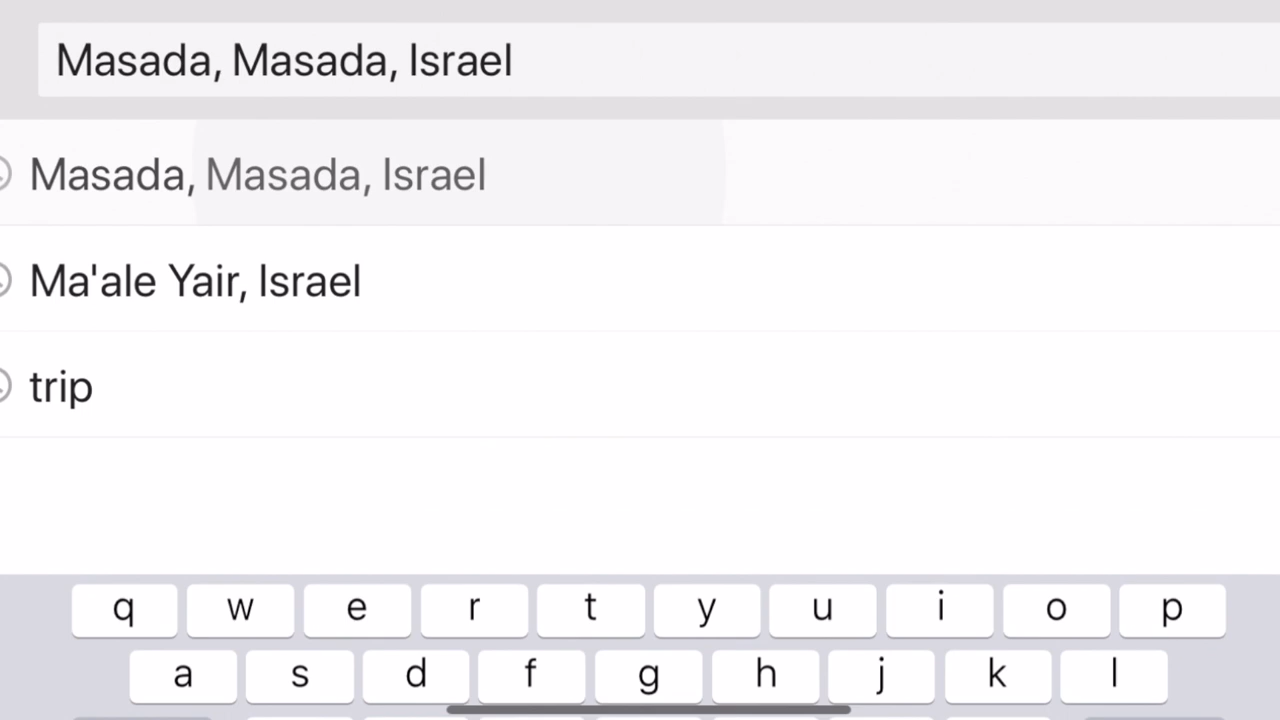 Masada, Masada, Israel
Masada, Masada, Israel
Ma'ale Yair, Israel
trip
q w e r t y u i o p
a s d f g h j k l